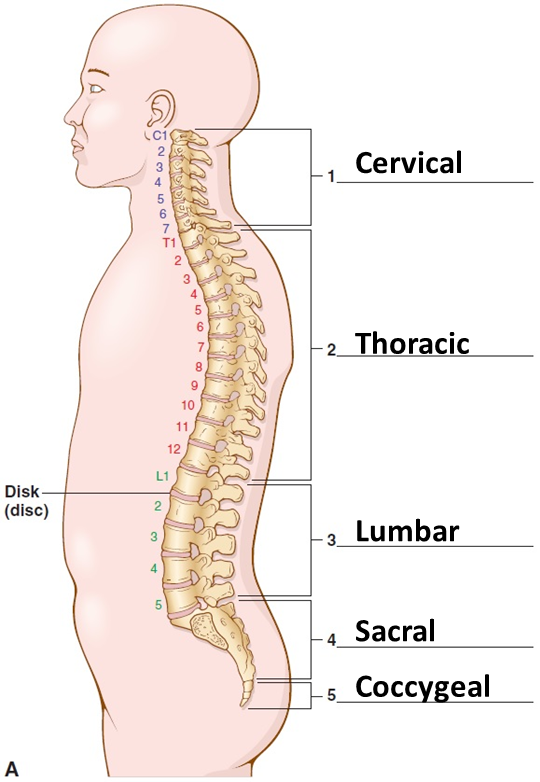 C1
2
3
4
5
6
7
T1
2
3
4
5
6
7
8
9
10
11
12
L1
2
3
4
5
Disk
(disc)
1 Cervical
2 Thoracic
3 Lumbar
4 Sacral
5 Coccygeal
A